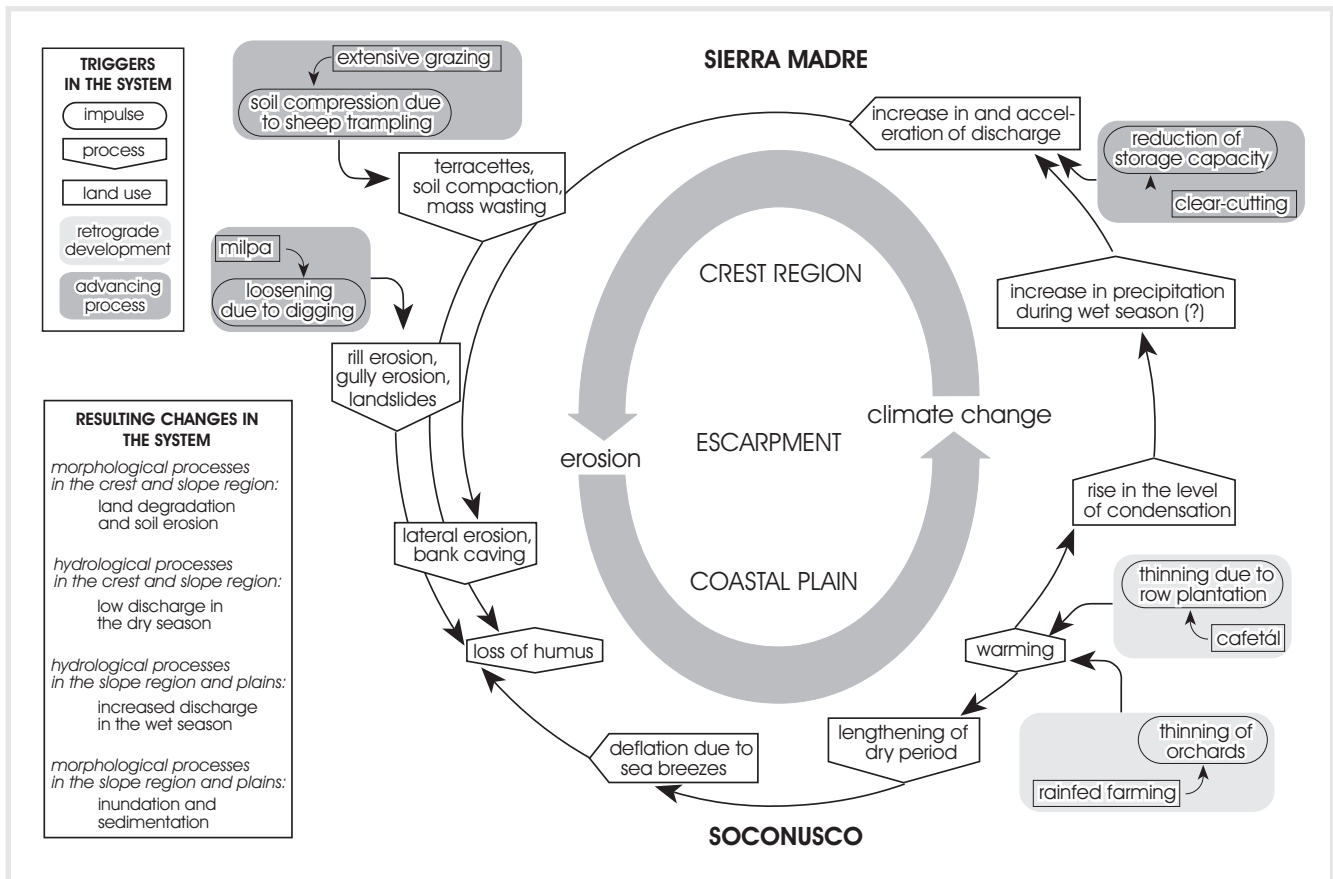 TRIGGERS
IN THE SYSTEM
impulse
process
land use
retrograde
development
advancing
process
extensive grazing
soil compression due
to sheep trampling
terracettes,
soil compaction,
mass wasting
milpa
loosening
due to digging
rill erosion,
gully erosion,
landslides
RESULTING CHANGES IN
THE SYSTEM
morphological processes
in the crest and slope region:
land degradation
and soil erosion
hydrological processes
in the crest and slope region:
low discharge in
the dry season
hydrological processes
in the slope region and plains:
increased discharge
in the wet season
morphological processes
in the slope region and plains:
inundation and
sedimentation
SIERRA MADRE
increase in and accel-
eration of discharge
reduction of
storage capacity
clear-cutting
CREST REGION
increase in precipitation
during wet season (?)
climate change
ESCARPMENT
erosion
rise in the level
of condensation
lateral erosion,
bank caving
COASTAL PLAIN
thinning due to
row plantation
cafetál
loss of humus
warming
lengthening of
dry period
thinning of
orchards
rainfed farming
deflation due to
sea breezes
SOCONUSCO